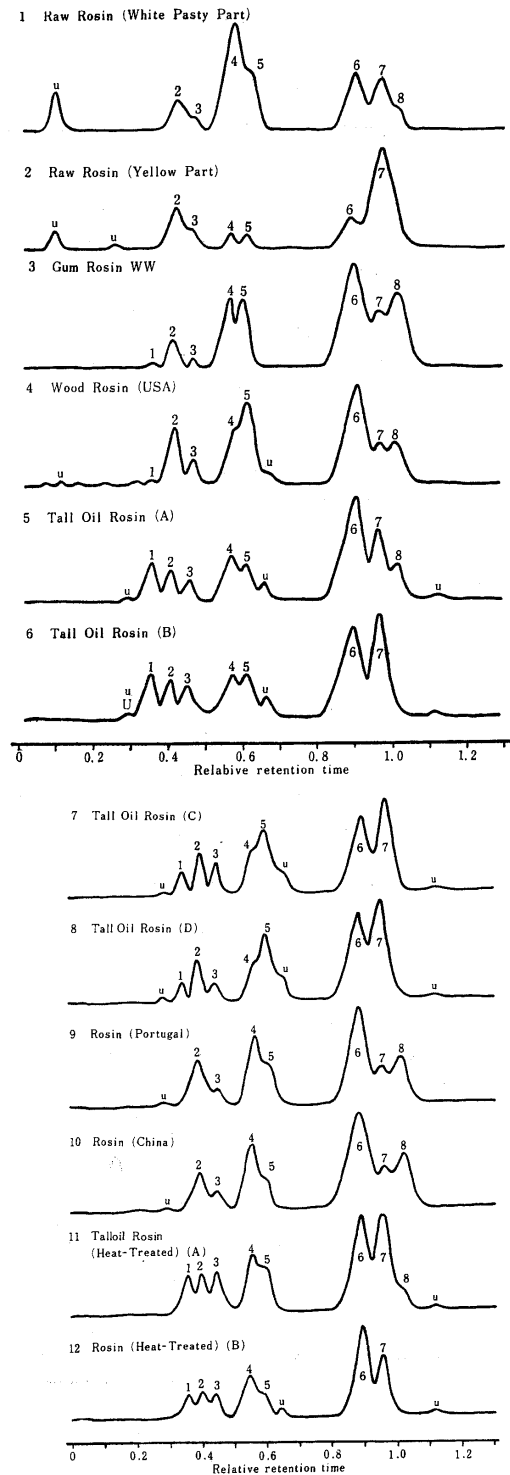 1 Raw Rosin (White Pasty Part)
u 2 3 4 5 6 7 8
2 Raw Rosin (Yellow Part)
u u 2 3 4 5 6 7
3 Gum Rosin WW
1 2 3 4 5 6 7 8
4 Wood Rosin (USA)
u 1 2 3 4 5 u 6 7 8
5 Tall Oil Rosin (A)
u 1 2 3 4 5 u 6 7 8 u
6 Tall Oil Rosin (B)
u U 1 2 3 4 5 u 6 7
0 0.2 0.4 0.6 0.8 1.0 1.2
Relabive retention time
7 Tall Oil Rosin (C)
u 1 2 3 4 5 u 6 7 u
8 Tall Oil Rosin (D)
u 1 2 3 4 5 u 6 7 u
9 Rosin (Portugal)
u 2 3 4 5 6 7 8
10 Rosin (China)
u 2 3 4 5 6 7 8
11 Talloil Rosin
(Heat-Treated) (A)
1 2 3 4 5 6 7 8 u
12 Rosin (Heat-Treated) (B)
1 2 3 4 5 u 6 7 u
0 0.2 0.4 0.6 0.8 1.0 1.2
Relative retention time